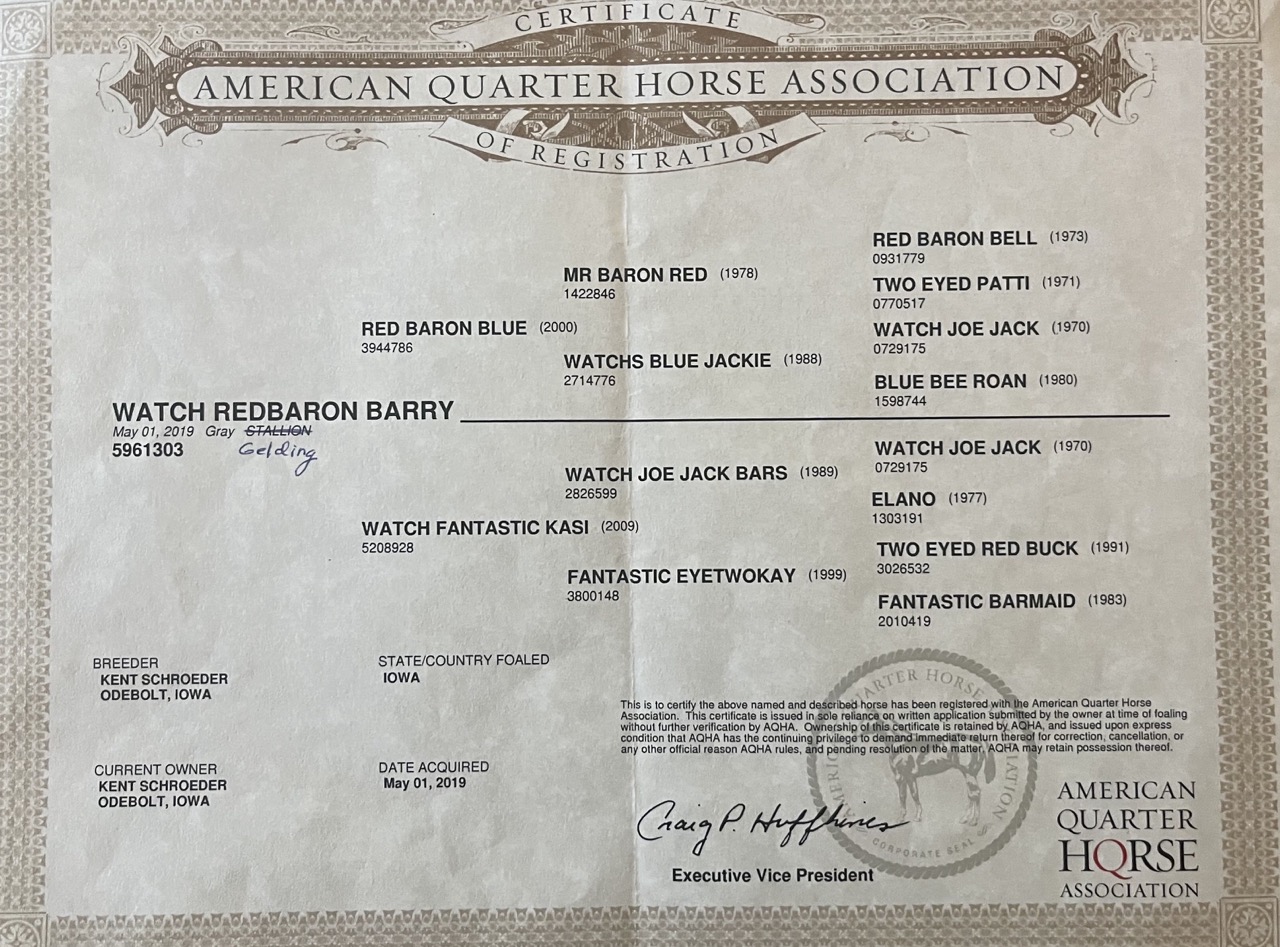 CERTIFICATE
AMERICAN QUARTER HORSE ASSOCIATION
OF REGISTRATION
RED BARON BELL (1973)
0931779
MR BARON RED (1978)
1422846
TWO EYED PATTI (1971)
0770517
RED BARON BLUE (2000)
3944786
WATCH JOE JACK (1970)
0729175
WATCHS BLUE JACKIE (1988)
2714776
BLUE BEE ROAN (1980)
1598744
WATCH REDBARON BARRY
May 01, 2019 Gray STALLION
5961303 Gelding
WATCH JOE JACK (1970)
0729175
WATCH JOE JACK BARS (1989)
2826599
ELANO (1977)
1303191
WATCH FANTASTIC KASI (2009)
5208928
TWO EYED RED BUCK (1991)
3026532
FANTASTIC EYETWOKAY (1999)
3800148
FANTASTIC BARMAID (1983)
2010419
BREEDER
KENT SCHROEDER
ODEBOLT, IOWA
STATE/COUNTRY FOALED
IOWA
CURRENT OWNER
KENT SCHROEDER
ODEBOLT, IOWA
DATE ACQUIRED
May 01, 2019
This is to certify the above named and described horse has been registered with the American Quarter Horse
Association. This certificate is issued in sole reliance on written application submitted by the owner at time of foaling
without further verification by AQHA. Ownership of this certificate is retained by AQHA, and issued upon express
condition that AQHA has the continuing privilege to demand immediate return thereof for correction, cancellation, or
any other official reason AQHA rules, and pending resolution of the matter, AQHA may retain possession thereof.
Craig P. Huffhines
Executive Vice President
CORPORATE SEAL
AMERICAN
QUARTER
HORSE
ASSOCIATION